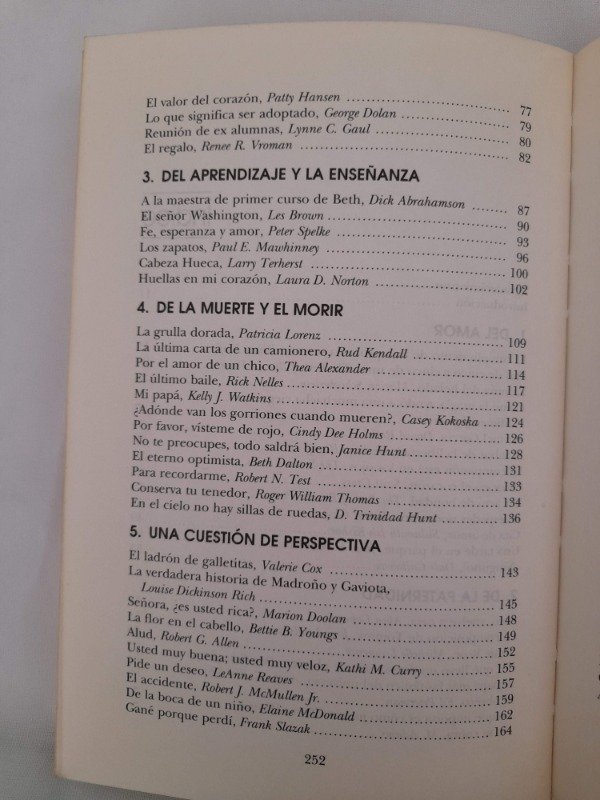 El valor del corazón, Patty Hansen ........................ 77
Lo que significa ser adoptado, George Dolan ........................ 79
Reunión de ex alumnas, Lynne C. Gaul ........................ 80
El regalo, Renee R. Vroman ........................ 82
3. DEL APRENDIZAJE Y LA ENSEÑANZA
A la maestra de primer curso de Beth, Dick Abrahamson ........ 87
El señor Washington, Les Brown ........................ 90
Fe, esperanza y amor, Peter Spelke ........................ 93
Los zapatos, Paul E. Mawhinney ........................ 96
Cabeza Hueca, Larry Terherst ........................ 100
Huellas en mi corazón, Laura D. Norton ........................ 102
4. DE LA MUERTE Y EL MORIR
La grulla dorada, Patricia Lorenz ........................ 109
La última carta de un camionero, Rud Kendall ........................ 111
Por el amor de un chico, Thea Alexander ........................ 114
El último baile, Rick Nelles ........................ 117
Mi papá, Kelly J. Watkins ........................ 121
¿Adónde van los gorriones cuando mueren?, Casey Kokoska .... 124
Por favor, vísteme de rojo, Cindy Dee Holms ........................ 126
No te preocupes, todo saldrá bien, Janice Hunt ........................ 128
El eterno optimista, Beth Dalton ........................ 131
Para recordarme, Robert N. Test ........................ 133
Conserva tu tenedor, Roger William Thomas ........................ 134
En el cielo no hay sillas de ruedas, D. Trinidad Hunt ............ 136
5. UNA CUESTIÓN DE PERSPECTIVA
El ladrón de galletitas, Valerie Cox ........................ 143
La verdadera historia de Madroño y Gaviota,
Louise Dickinson Rich ........................ 145
Señora, ¿es usted rica?, Marion Doolan ........................ 148
La flor en el cabello, Bettie B. Youngs ........................ 149
Alud, Robert G. Allen ........................ 152
Usted muy buena; usted muy veloz, Kathi M. Curry ............ 155
Pide un deseo, LeAnne Reaves ........................ 157
El accidente, Robert J. McMullen Jr. ........................ 159
De la boca de un niño, Elaine McDonald ........................ 162
Gané porque perdí, Frank Slazak ........................ 164
252